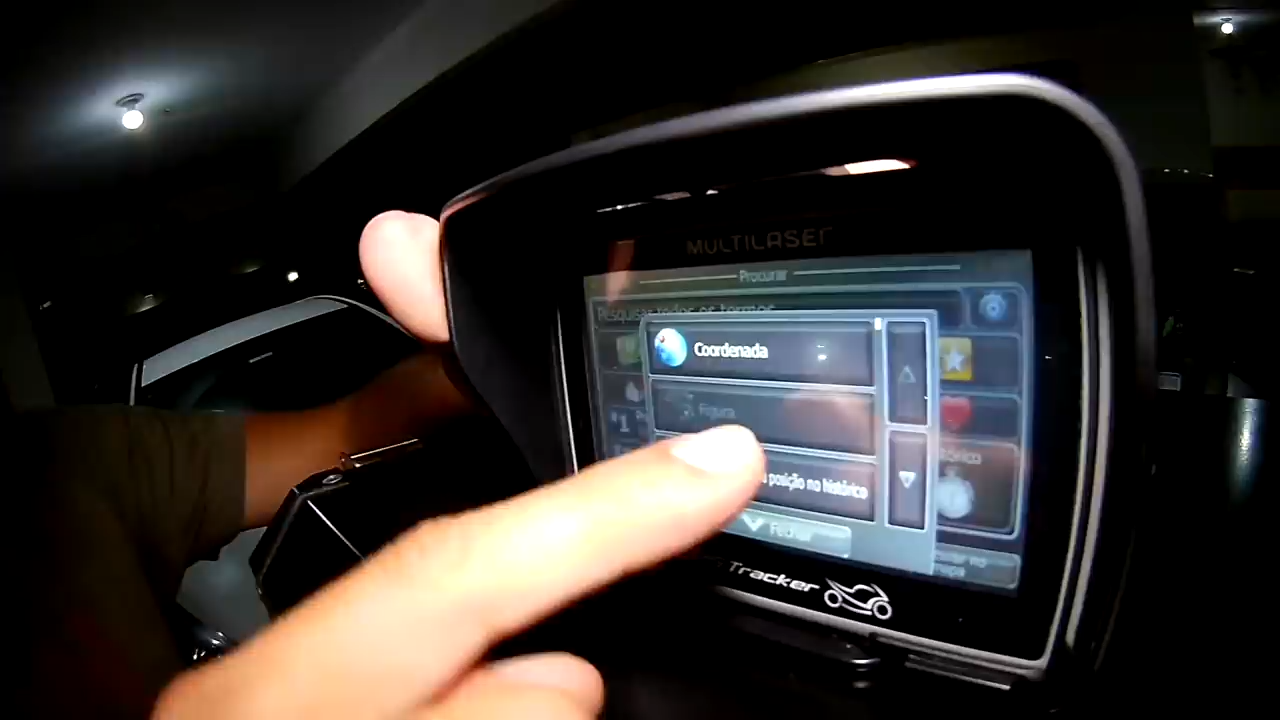 MULTILASER
Procurar
Pesquisar todos os termos
Coordenada
Figura
posição no histórico
Fechar
Tracker